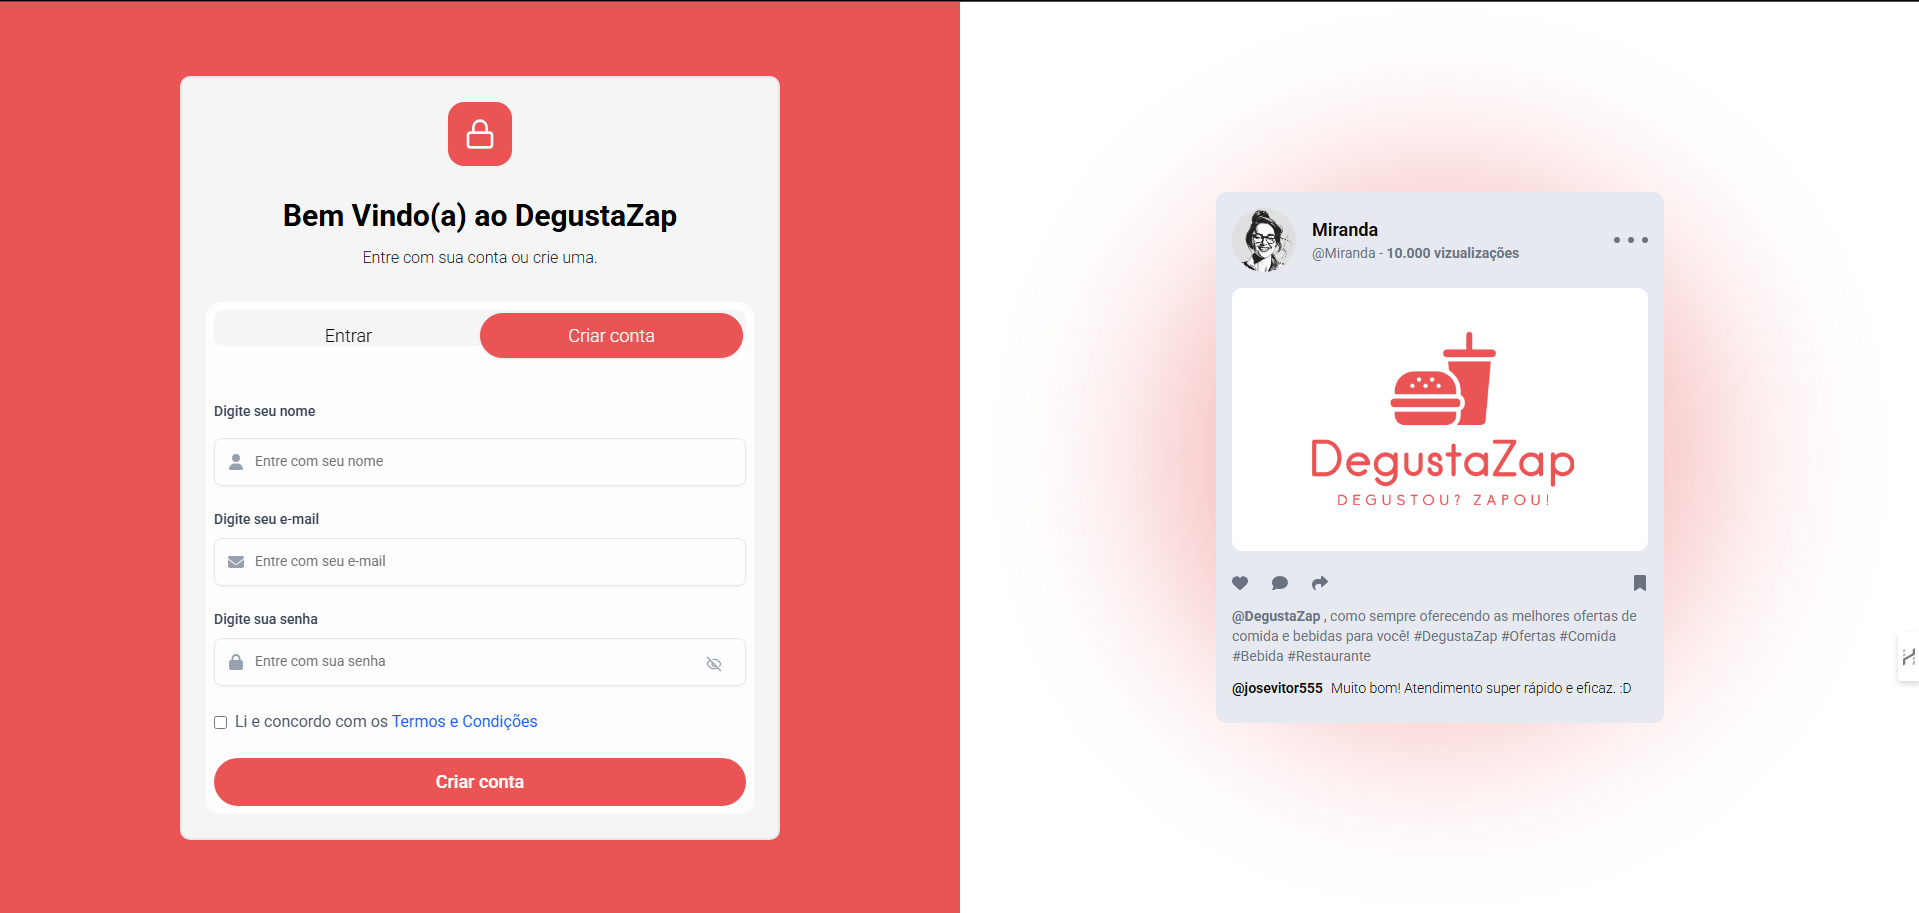 Bem Vindo(a) ao DegustaZap
Entre com sua conta ou crie uma.
Entrar
Criar conta
Digite seu nome
Entre com seu nome
Digite seu e-mail
Entre com seu e-mail
Digite sua senha
Entre com sua senha
Li e concordo com os Termos e Condições
Criar conta
Miranda
@Miranda - 10.000 vizualizações
DegustaZap
DEGUSTOU? ZAPOU!
@DegustaZap , como sempre oferecendo as melhores ofertas de
comida e bebidas para você! #DegustaZap #Ofertas #Comida
#Bebida #Restaurante
@josevitor555 Muito bom! Atendimento super rápido e eficaz. :D